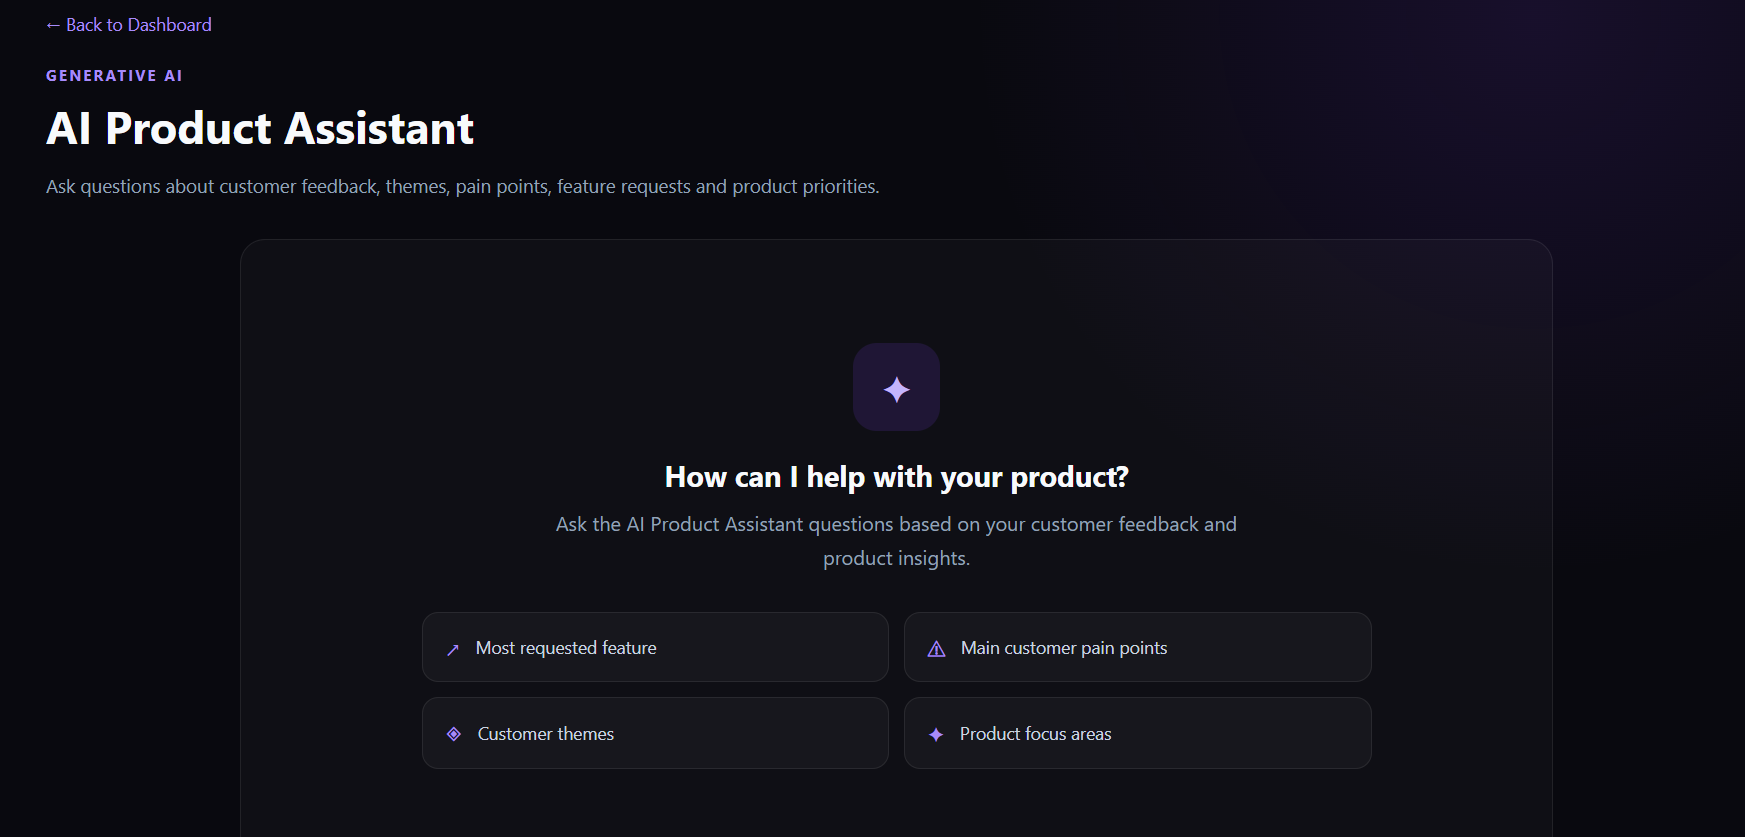 ← Back to Dashboard
GENERATIVE AI
AI Product Assistant
Ask questions about customer feedback, themes, pain points, feature requests and product priorities.
How can I help with your product?
Ask the AI Product Assistant questions based on your customer feedback and
product insights.
Most requested feature
Main customer pain points
Customer themes
Product focus areas